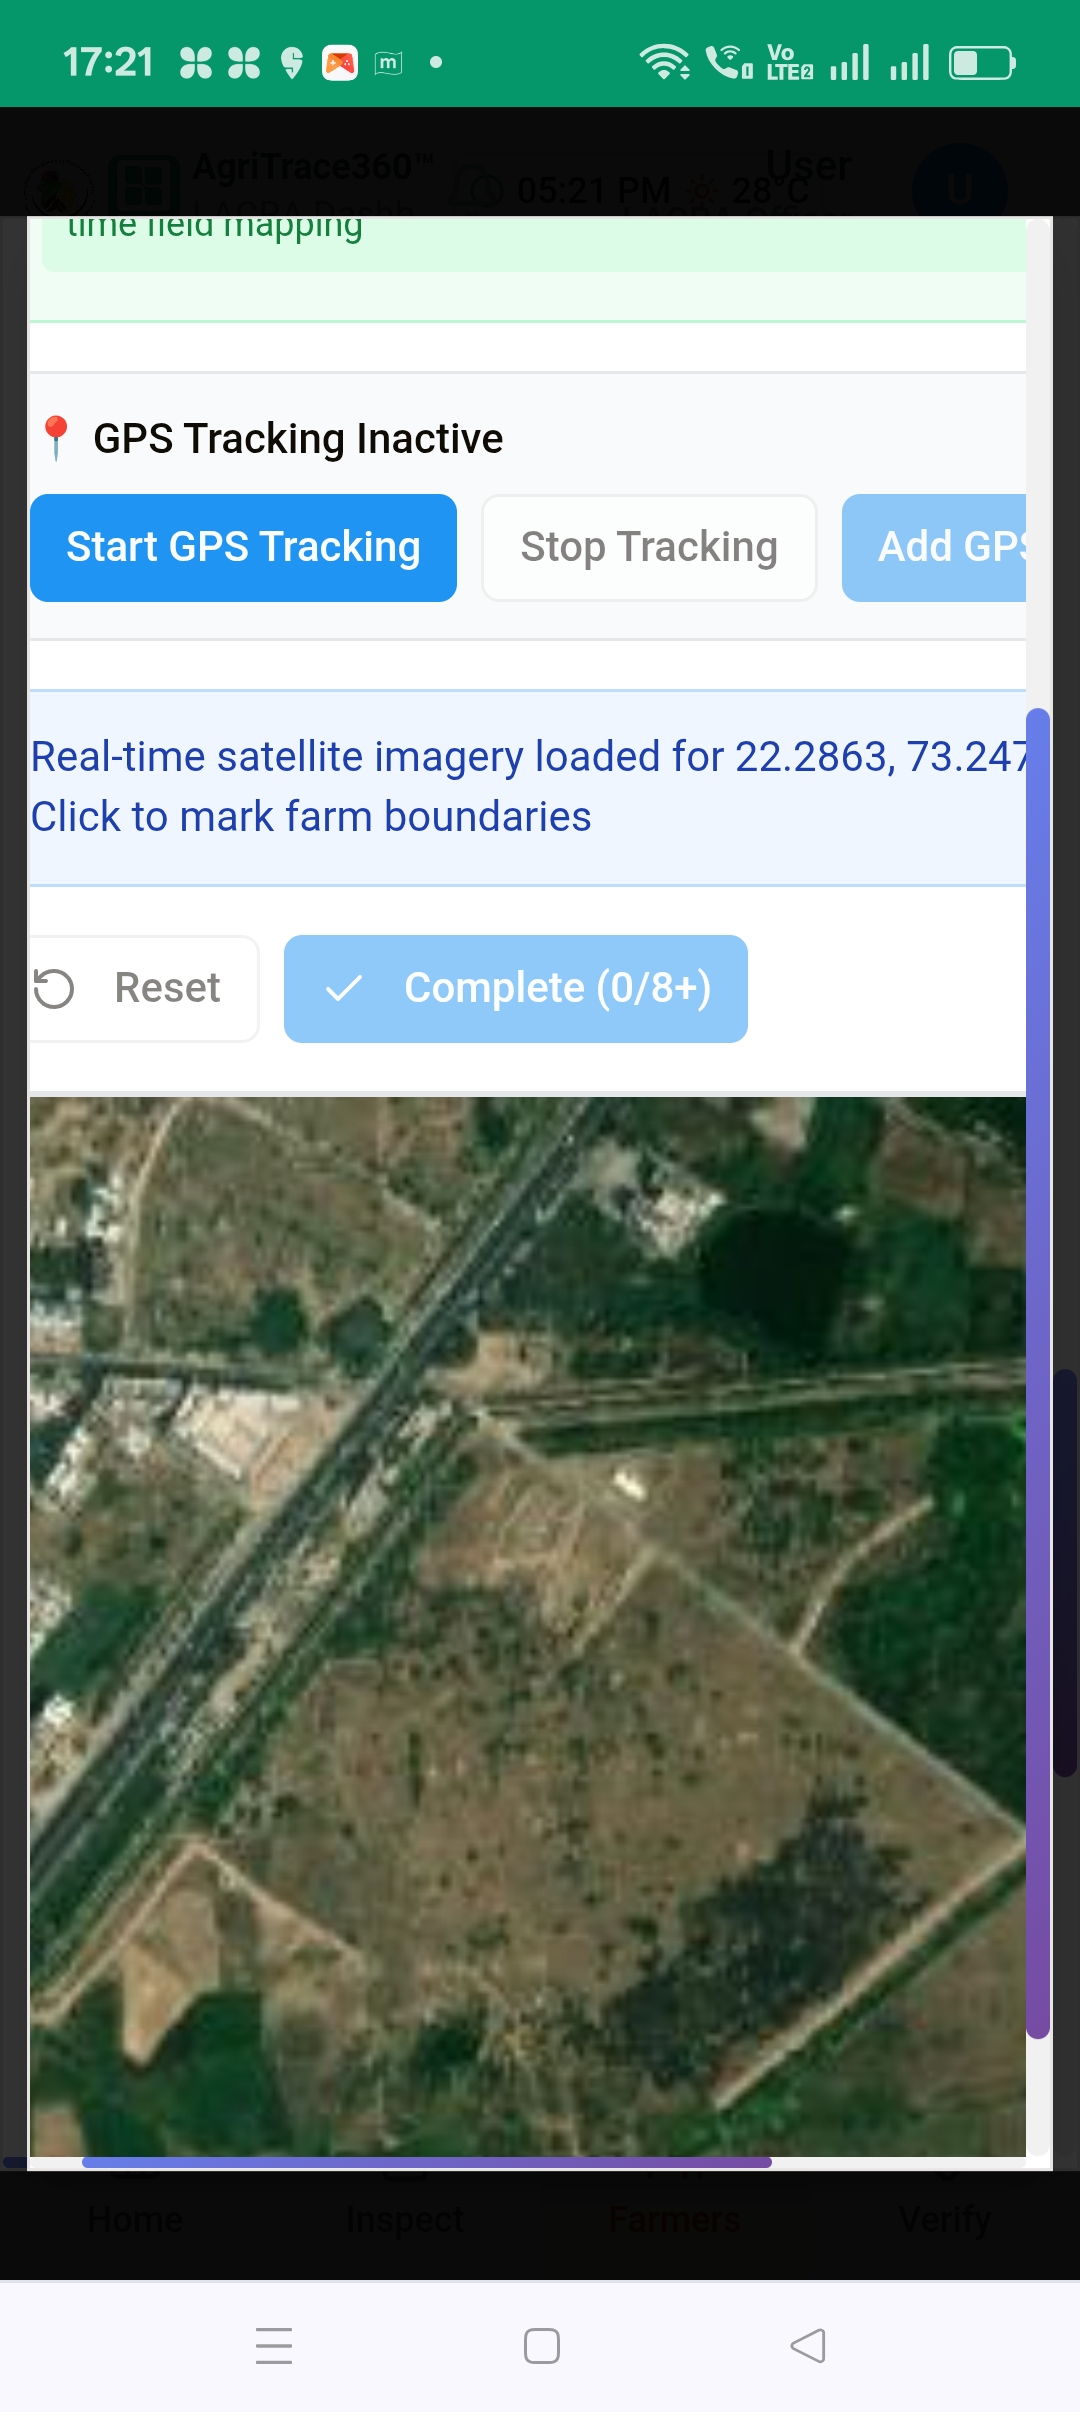 17:21
Vo
LTE2
AgriTrace360™
User
05:21 PM
28°C
U
time field mapping
GPS Tracking Inactive
Start GPS Tracking
Stop Tracking
Add GPS
Real-time satellite imagery loaded for 22.2863, 73.247
Click to mark farm boundaries
Reset
Complete (0/8+)
Home
Inspect
Farmers
Verify